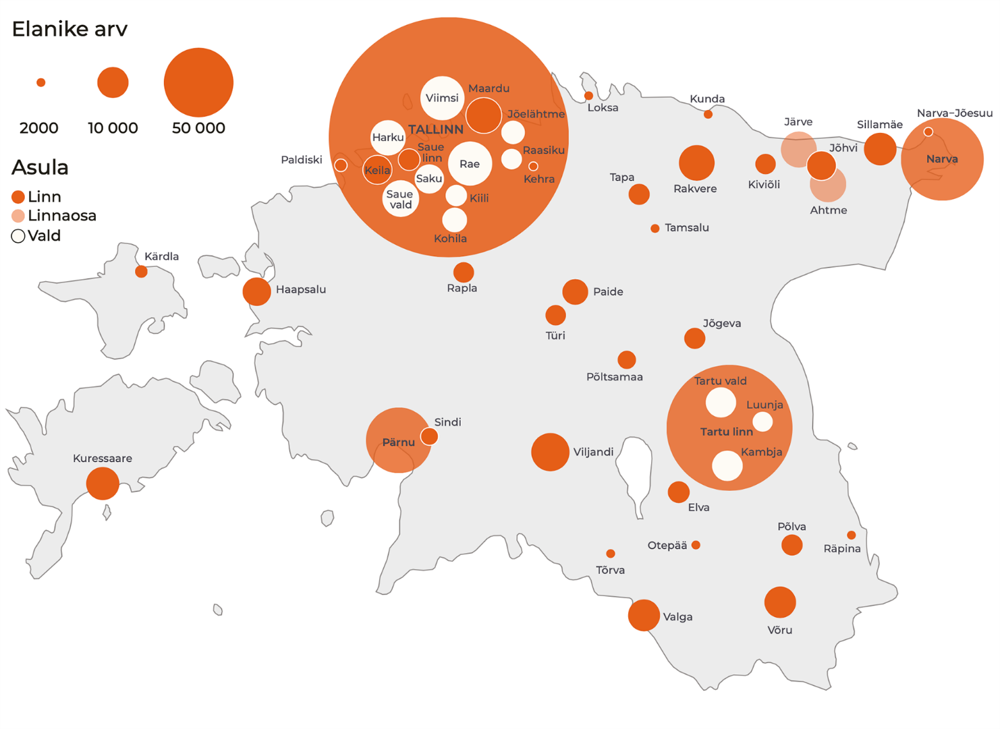 Elanike arv
2000
10 000
50 000
Asula
Linn
Linnaosa
Vald
Viimsi
Maardu
Jõelähtme
TALLINN
Harku
Saue
linn
Raasiku
Paldiski
Keila
Rae
Saku
Kehra
Saue
vald
Kiili
Kohila
Loksa
Kunda
Narva–Jõesuu
Järve
Sillamäe
Jõhvi
Narva
Tapa
Rakvere
Kiviõli
Ahtme
Tamsalu
Kärdla
Haapsalu
Rapla
Paide
Türi
Jõgeva
Põltsamaa
Tartu vald
Luunja
Tartu linn
Kambja
Sindi
Pärnu
Viljandi
Kuressaare
Elva
Põlva
Otepää
Räpina
Tõrva
Valga
Võru